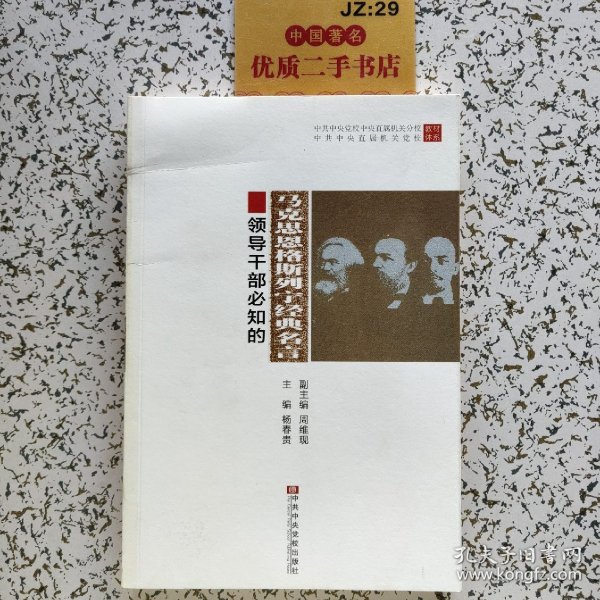 JZ:29
中国著名
优质二手书店
中共中央党校中央直属机关分校
中共中央直属机关党校
教材
体系
领导干部必知的
马克思恩格斯列宁经典名言
副主编 周维现
主 编 杨春贵
中共中央党校出版社
孔夫子旧书网
www.kongfz.com